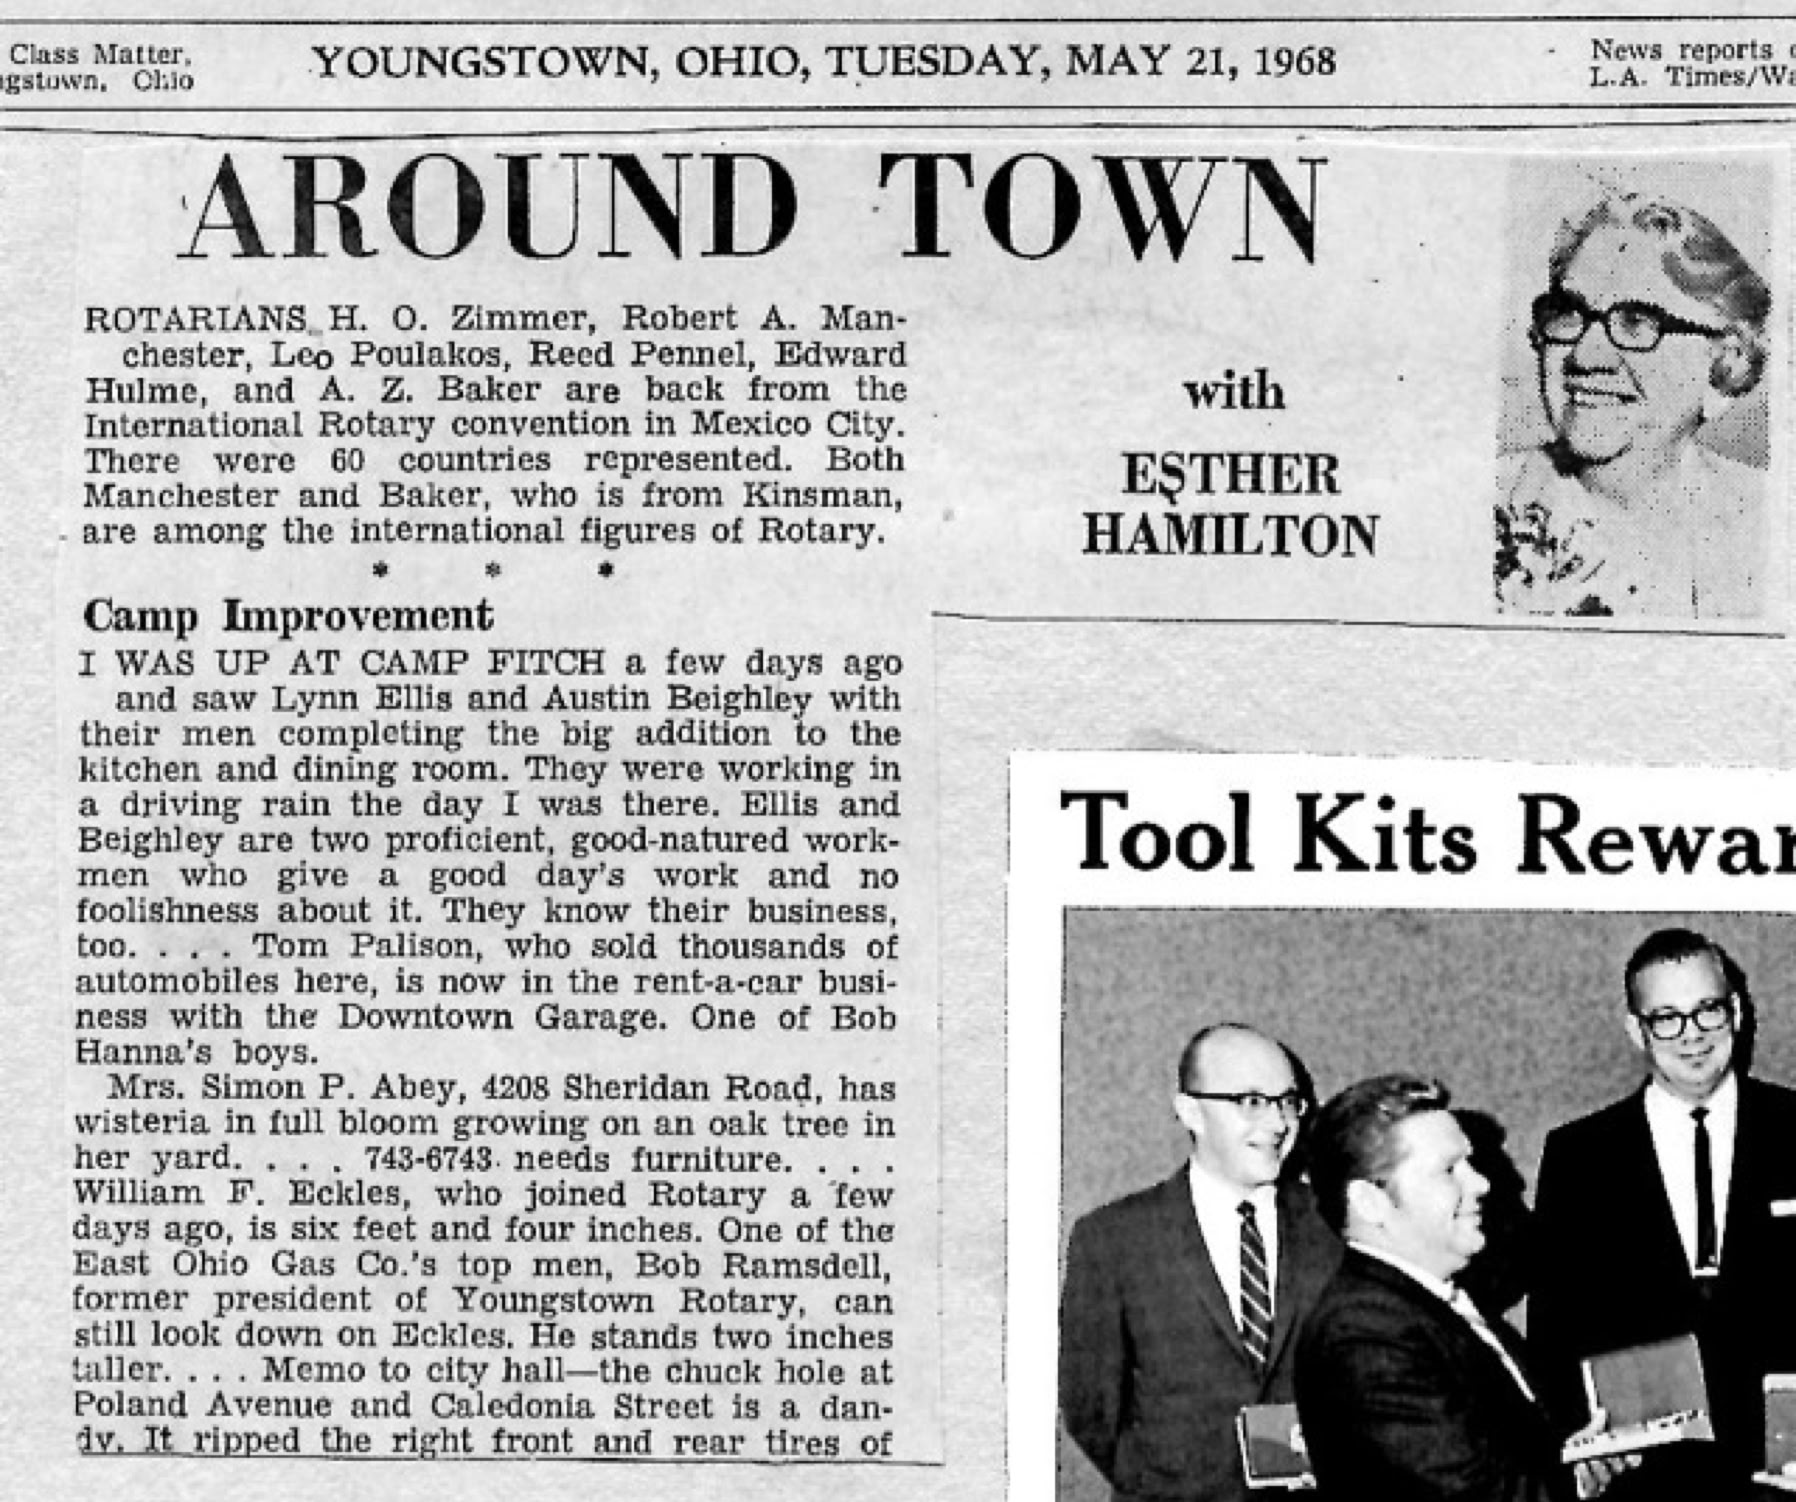 Class Matter,
gstown, Ohio
YOUNGSTOWN, OHIO, TUESDAY, MAY 21, 1968
News reports
L.A. Times/Wa
AROUND TOWN
with
ESTHER
HAMILTON
ROTARIANS H. O. Zimmer, Robert A. Man-
chester, Leo Poulakos, Reed Pennel, Edward
Hulme, and A. Z. Baker are back from the
International Rotary convention in Mexico City.
There were 60 countries represented. Both
Manchester and Baker, who is from Kinsman,
are among the international figures of Rotary.
* * *
Camp Improvement
I WAS UP AT CAMP FITCH a few days ago
and saw Lynn Ellis and Austin Beighley with
their men completing the big addition to the
kitchen and dining room. They were working in
a driving rain the day I was there. Ellis and
Beighley are two proficient, good-natured work-
men who give a good day's work and no
foolishness about it. They know their business,
too. . . . Tom Palison, who sold thousands of
automobiles here, is now in the rent-a-car busi-
ness with the Downtown Garage. One of Bob
Hanna's boys.
Mrs. Simon P. Abey, 4208 Sheridan Road, has
wisteria in full bloom growing on an oak tree in
her yard. . . . 743-6743 needs furniture. . . .
William F. Eckles, who joined Rotary a few
days ago, is six feet and four inches. One of the
East Ohio Gas Co.'s top men, Bob Ramsdell,
former president of Youngstown Rotary, can
still look down on Eckles. He stands two inches
taller. . . . Memo to city hall—the chuck hole at
Poland Avenue and Caledonia Street is a dan-
dy. It ripped the right front and rear tires of
Tool Kits Rewar